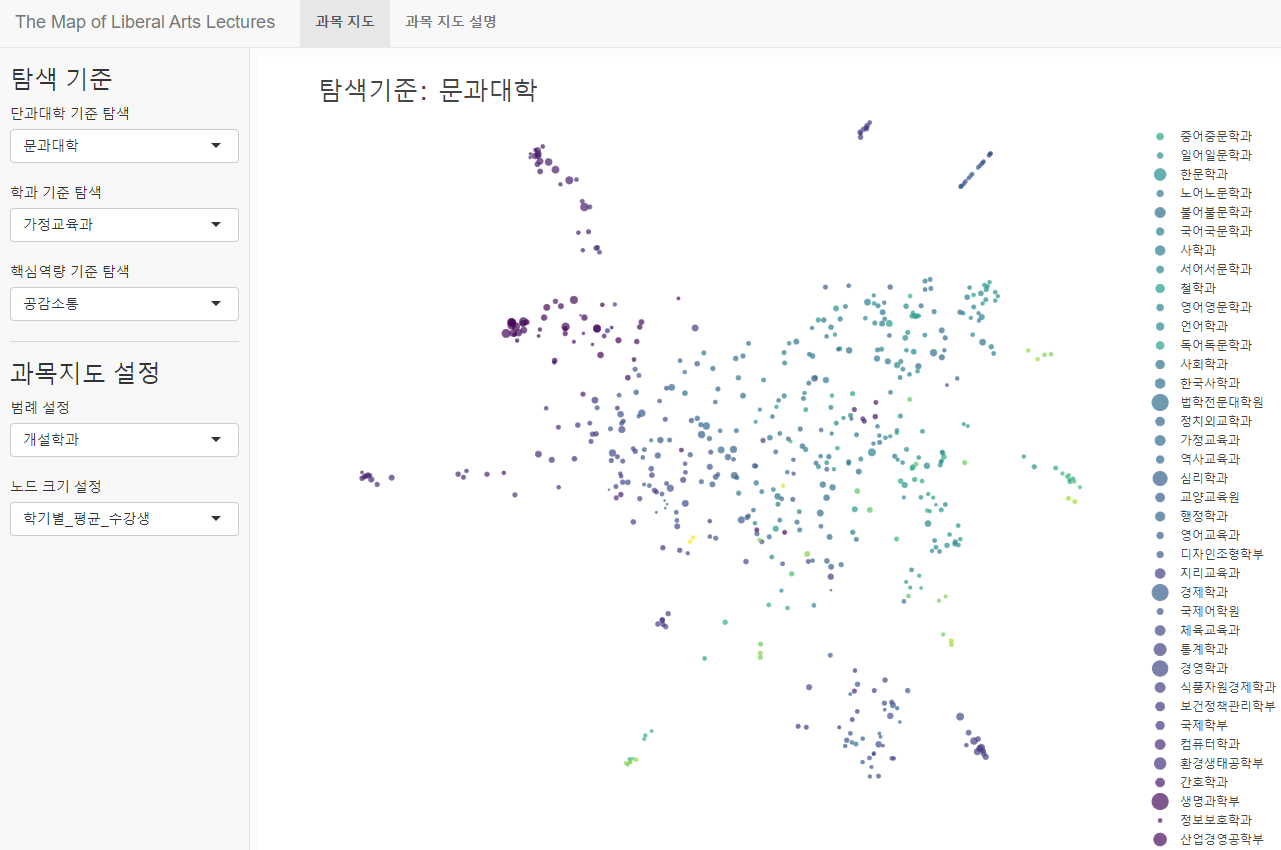 The Map of Liberal Arts Lectures
과목 지도
과목 지도 설명
탐색 기준
단과대학 기준 탐색
문과대학
학과 기준 탐색
가정교육과
핵심역량 기준 탐색
공감소통
과목지도 설정
범례 설정
개설학과
노드 크기 설정
학기별_평균_수강생
탐색기준: 문과대학
중어중문학과
일어일문학과
한문학과
노어노문학과
불어불문학과
국어국문학과
사학과
서어서문학과
철학과
영어영문학과
언어학과
독어독문학과
사회학과
한국사학과
법학전문대학원
정치외교학과
가정교육과
역사교육과
심리학과
교양교육원
행정학과
영어교육과
디자인조형학부
지리교육과
경제학과
국제어학원
체육교육과
통계학과
경영학과
식품자원경제학과
보건정책관리학부
국제학부
컴퓨터학과
환경생태공학부
간호학과
생명과학부
정보보호학과
산업경영공학부